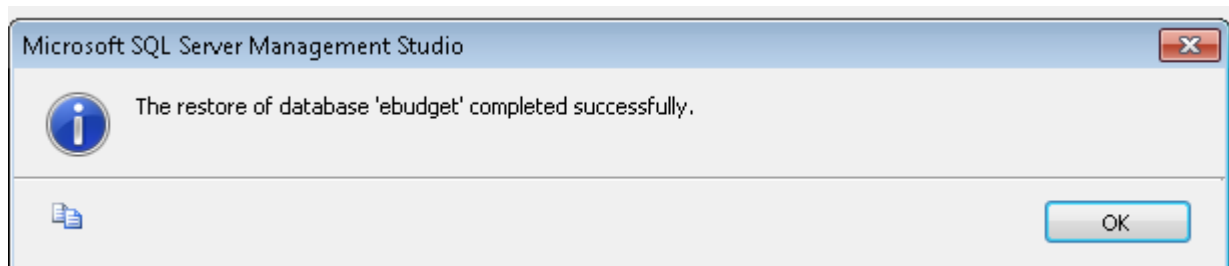 Microsoft SQL Server Management Studio
The restore of database 'ebudget' completed successfully.
OK